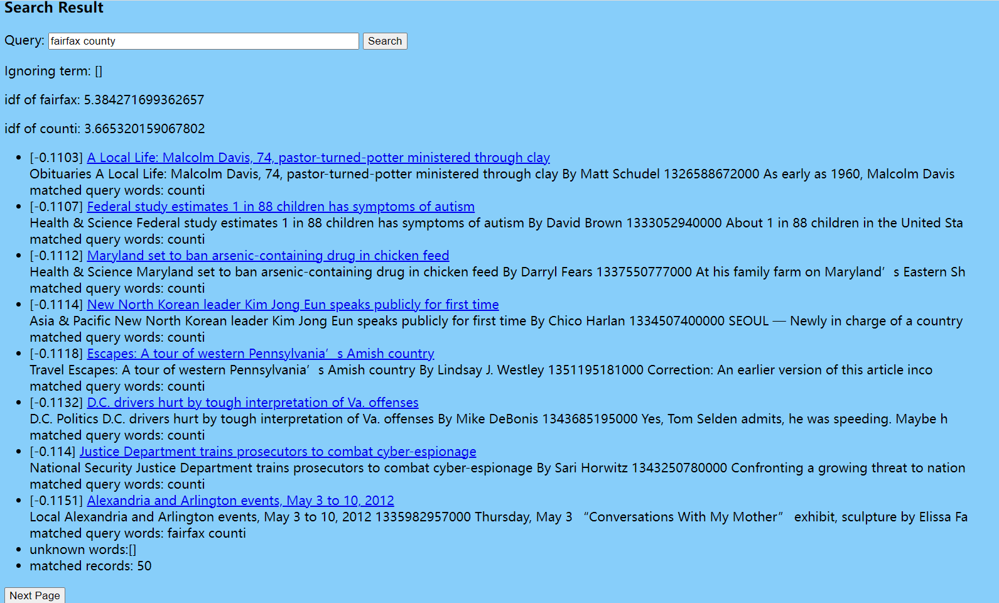 Search Result
Query: fairfax county Search
Ignoring term: []
idf of fairfax: 5.384271699362657
idf of counti: 3.665320159067802
[-0.1103] A Local Life: Malcolm Davis, 74, pastor-turned-potter ministered through clay
Obituaries A Local Life: Malcolm Davis, 74, pastor-turned-potter ministered through clay By Matt Schudel 1326588672000 As early as 1960, Malcolm Davis
matched query words: counti
[-0.1107] Federal study estimates 1 in 88 children has symptoms of autism
Health & Science Federal study estimates 1 in 88 children has symptoms of autism By David Brown 1333052940000 About 1 in 88 children in the United Sta
matched query words: counti
[-0.1112] Maryland set to ban arsenic-containing drug in chicken feed
Health & Science Maryland set to ban arsenic-containing drug in chicken feed By Darryl Fears 1337550777000 At his family farm on Maryland’s Eastern Sh
matched query words: counti
[-0.1114] New North Korean leader Kim Jong Eun speaks publicly for first time
Asia & Pacific New North Korean leader Kim Jong Eun speaks publicly for first time By Chico Harlan 1334507400000 SEOUL — Newly in charge of a country
matched query words: counti
[-0.1118] Escapes: A tour of western Pennsylvania’s Amish country
Travel Escapes: A tour of western Pennsylvania’s Amish country By Lindsay J. Westley 1351195181000 Correction: An earlier version of this article inco
matched query words: counti
[-0.1132] D.C. drivers hurt by tough interpretation of Va. offenses
D.C. Politics D.C. drivers hurt by tough interpretation of Va. offenses By Mike DeBonis 1343685195000 Yes, Tom Selden admits, he was speeding. Maybe h
matched query words: counti
[-0.114] Justice Department trains prosecutors to combat cyber-espionage
National Security Justice Department trains prosecutors to combat cyber-espionage By Sari Horwitz 1343250780000 Confronting a growing threat to nation
matched query words: counti
[-0.1151] Alexandria and Arlington events, May 3 to 10, 2012
Local Alexandria and Arlington events, May 3 to 10, 2012 1335982957000 Thursday, May 3 “Conversations With My Mother” exhibit, sculpture by Elissa Fa
matched query words: fairfax counti
unknown words:[]
matched records: 50
Next Page